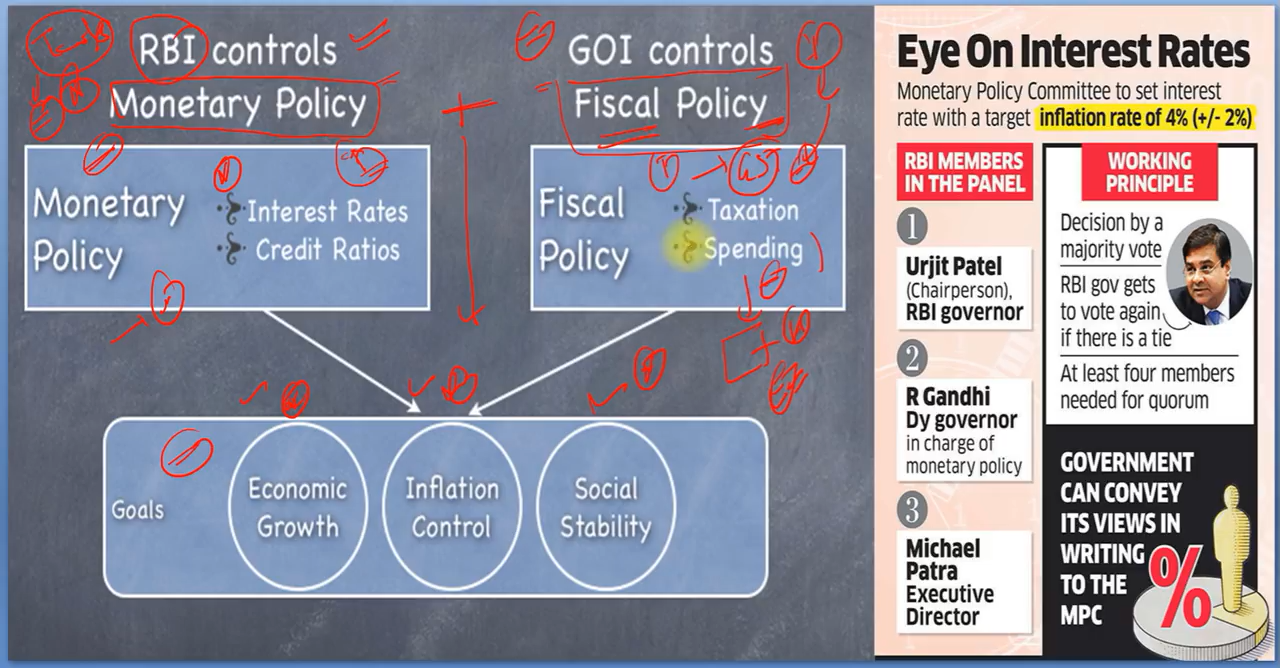 RBI controls
Monetary Policy
GOI controls
Fiscal Policy
Monetary
Policy
Interest Rates
Credit Ratios
Fiscal
Policy
Taxation
Spending
Goals
Economic
Growth
Inflation
Control
Social
Stability
Eye On Interest Rates
Monetary Policy Committee to set interest
rate with a target inflation rate of 4% (+/- 2%)
RBI MEMBERS
IN THE PANEL
1
Urjit Patel
(Chairperson),
RBI governor
2
R Gandhi
Dy governor
in charge of
monetary policy
3
Michael
Patra
Executive
Director
WORKING
PRINCIPLE
Decision by a
majority vote
RBI gov gets
to vote again
if there is a tie
At least four members
needed for quorum
GOVERNMENT
CAN CONVEY
ITS VIEWS IN
WRITING
TO THE
MPC
%